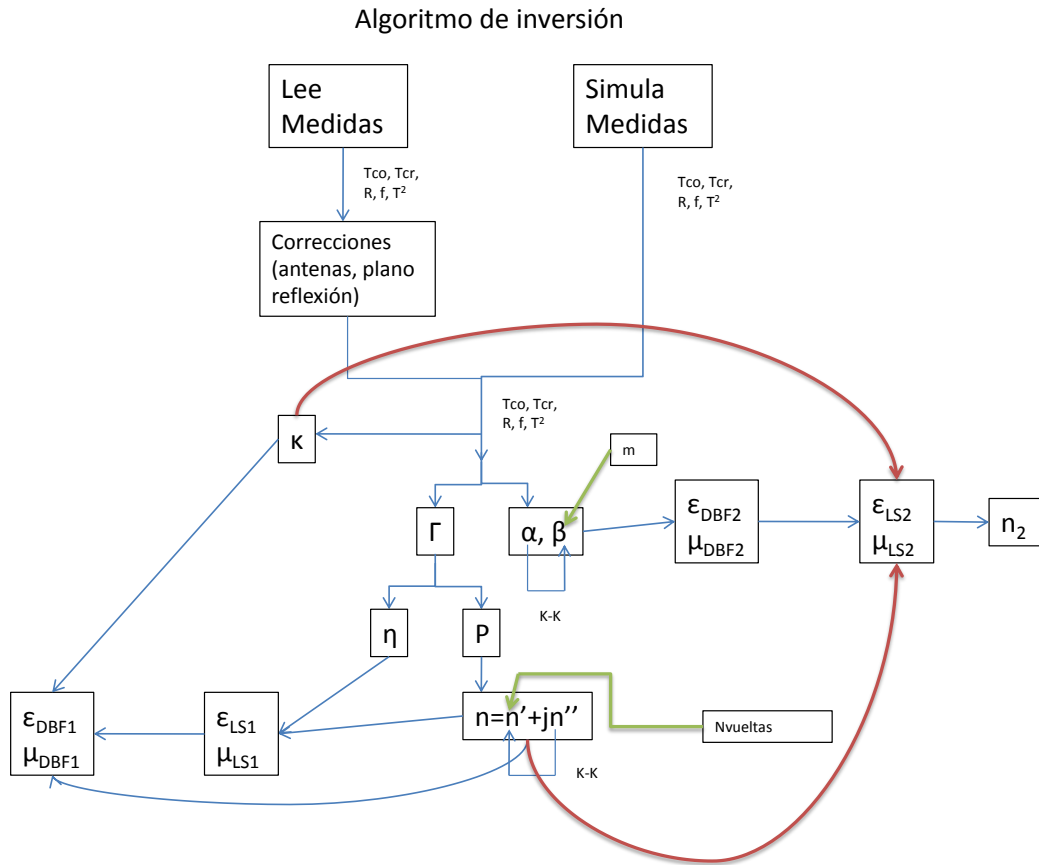 Algoritmo de inversión
Lee
Medidas
Simula
Medidas
Tco, Tcr,
R, f, T²
Tco, Tcr,
R, f, T²
Correcciones
(antenas, plano
reflexión)
Tco, Tcr,
R, f, T²
κ
m
Γ
α, β
ε_DBF2
μ_DBF2
ε_LS2
μ_LS2
n₂
K-K
η
P
ε_DBF1
μ_DBF1
ε_LS1
μ_LS1
n=n’+jn’’
Nvueltas
K-K